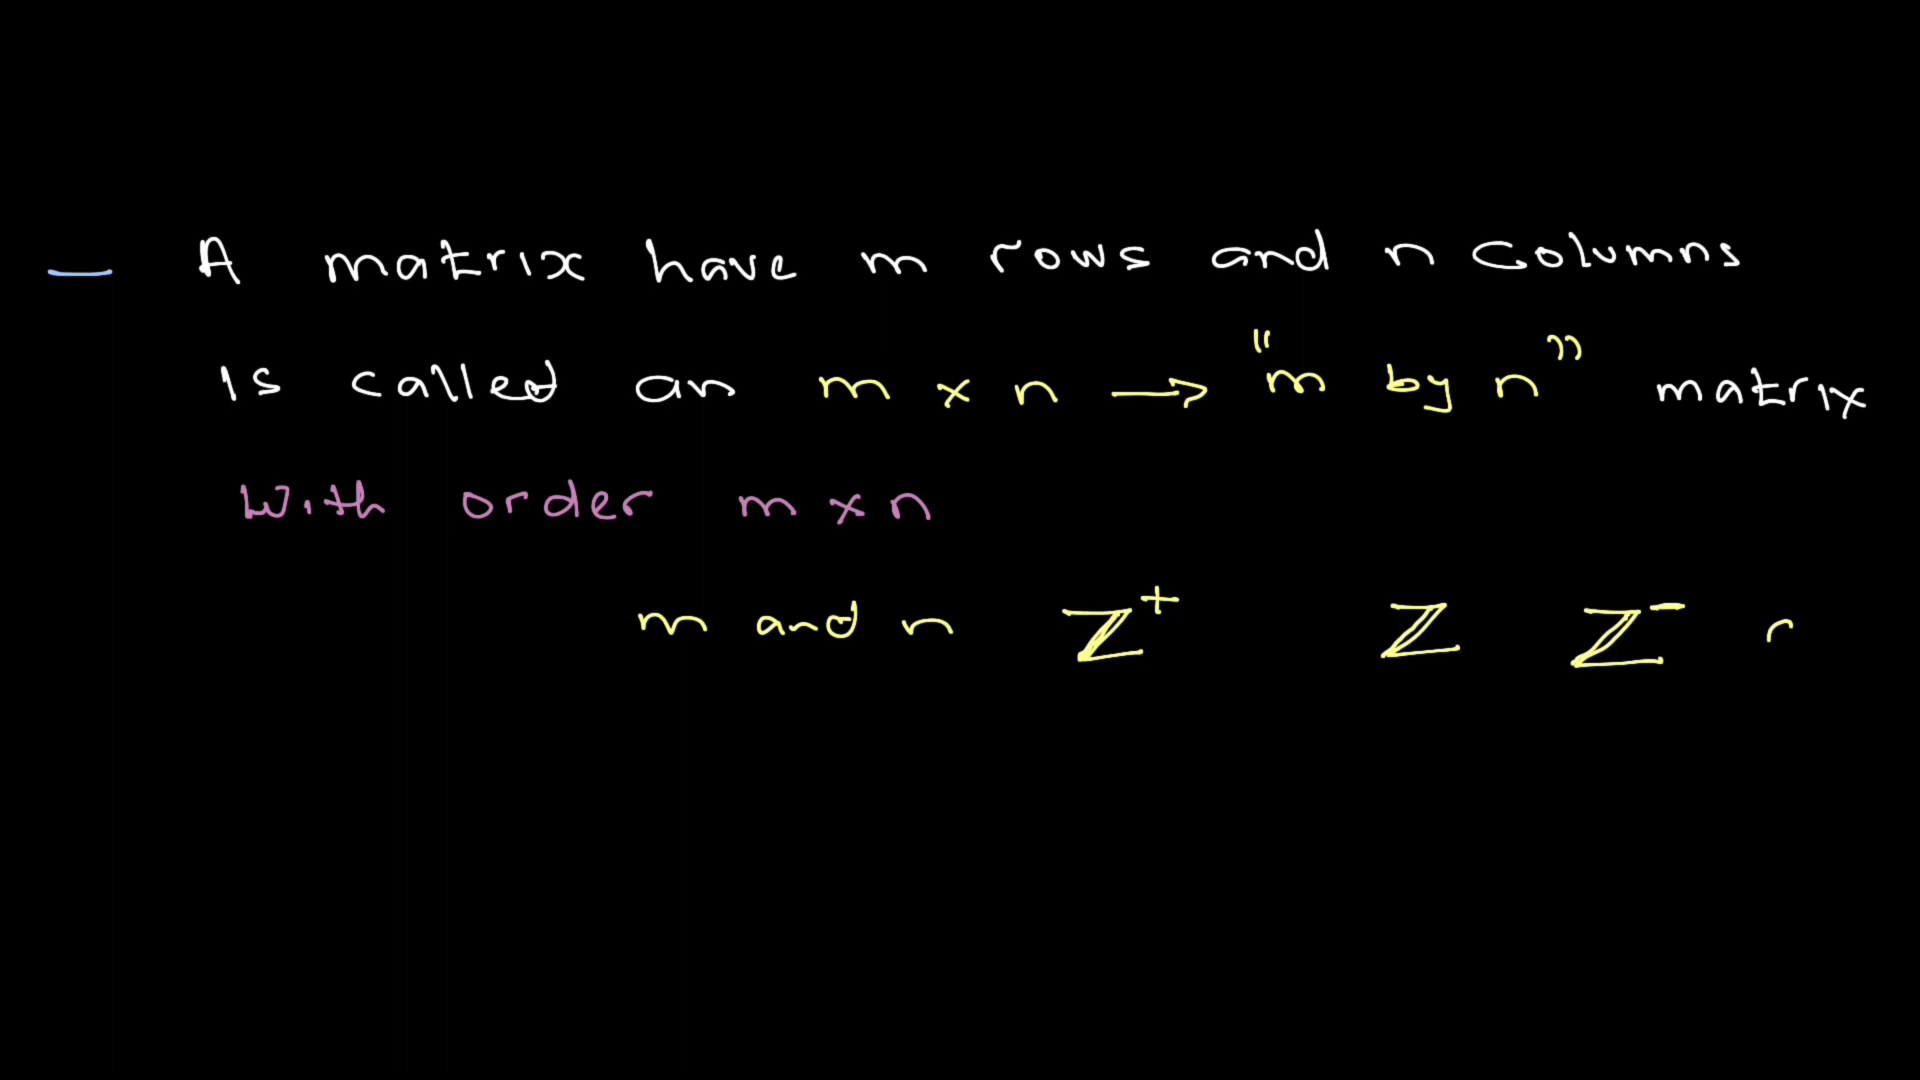 — A matrix have m rows and n columns
is called an m × n → "m by n" matrix
with order m × n
m and n ℤ⁺ ℤ ℤ⁻